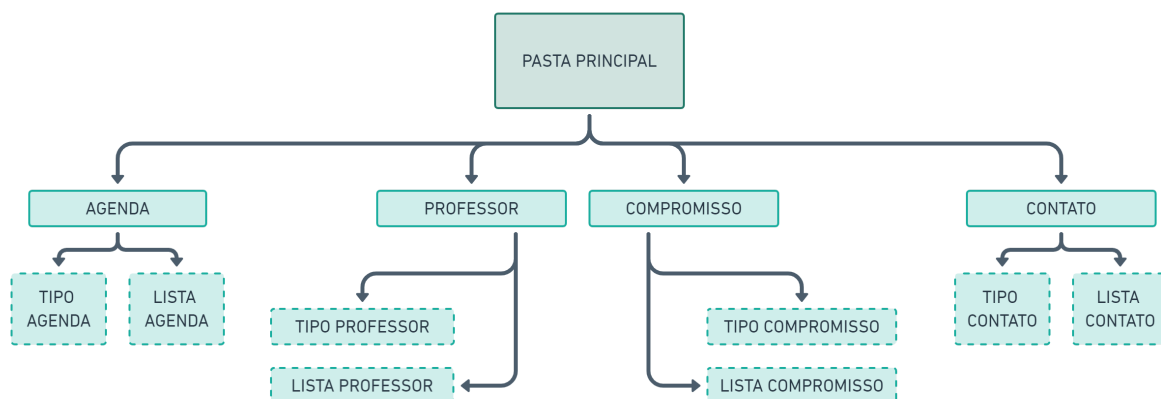 PASTA PRINCIPAL
AGENDA
PROFESSOR
COMPROMISSO
CONTATO
TIPO
AGENDA
LISTA
AGENDA
TIPO PROFESSOR
LISTA PROFESSOR
TIPO COMPROMISSO
LISTA COMPROMISSO
TIPO
CONTATO
LISTA
CONTATO